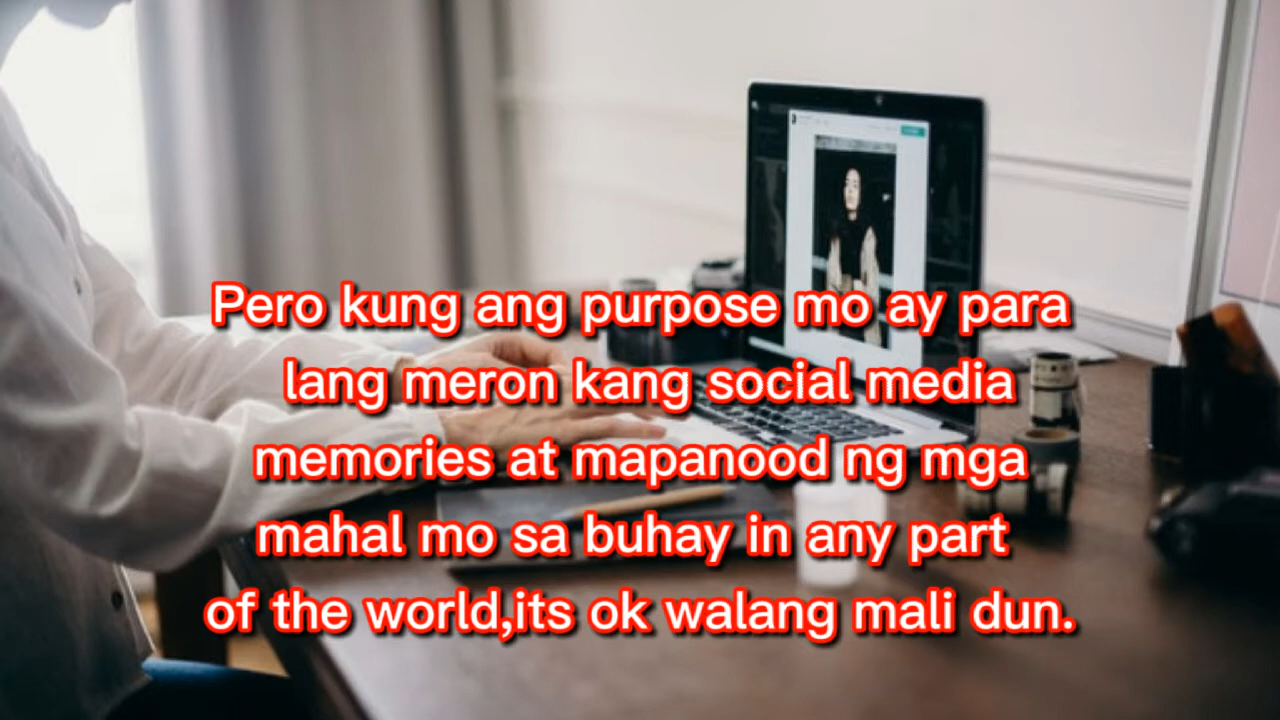 Pero kung ang purpose mo ay para
lang meron kang social media
memories at mapanood ng mga
mahal mo sa buhay in any part
of the world,its ok walang mali dun.